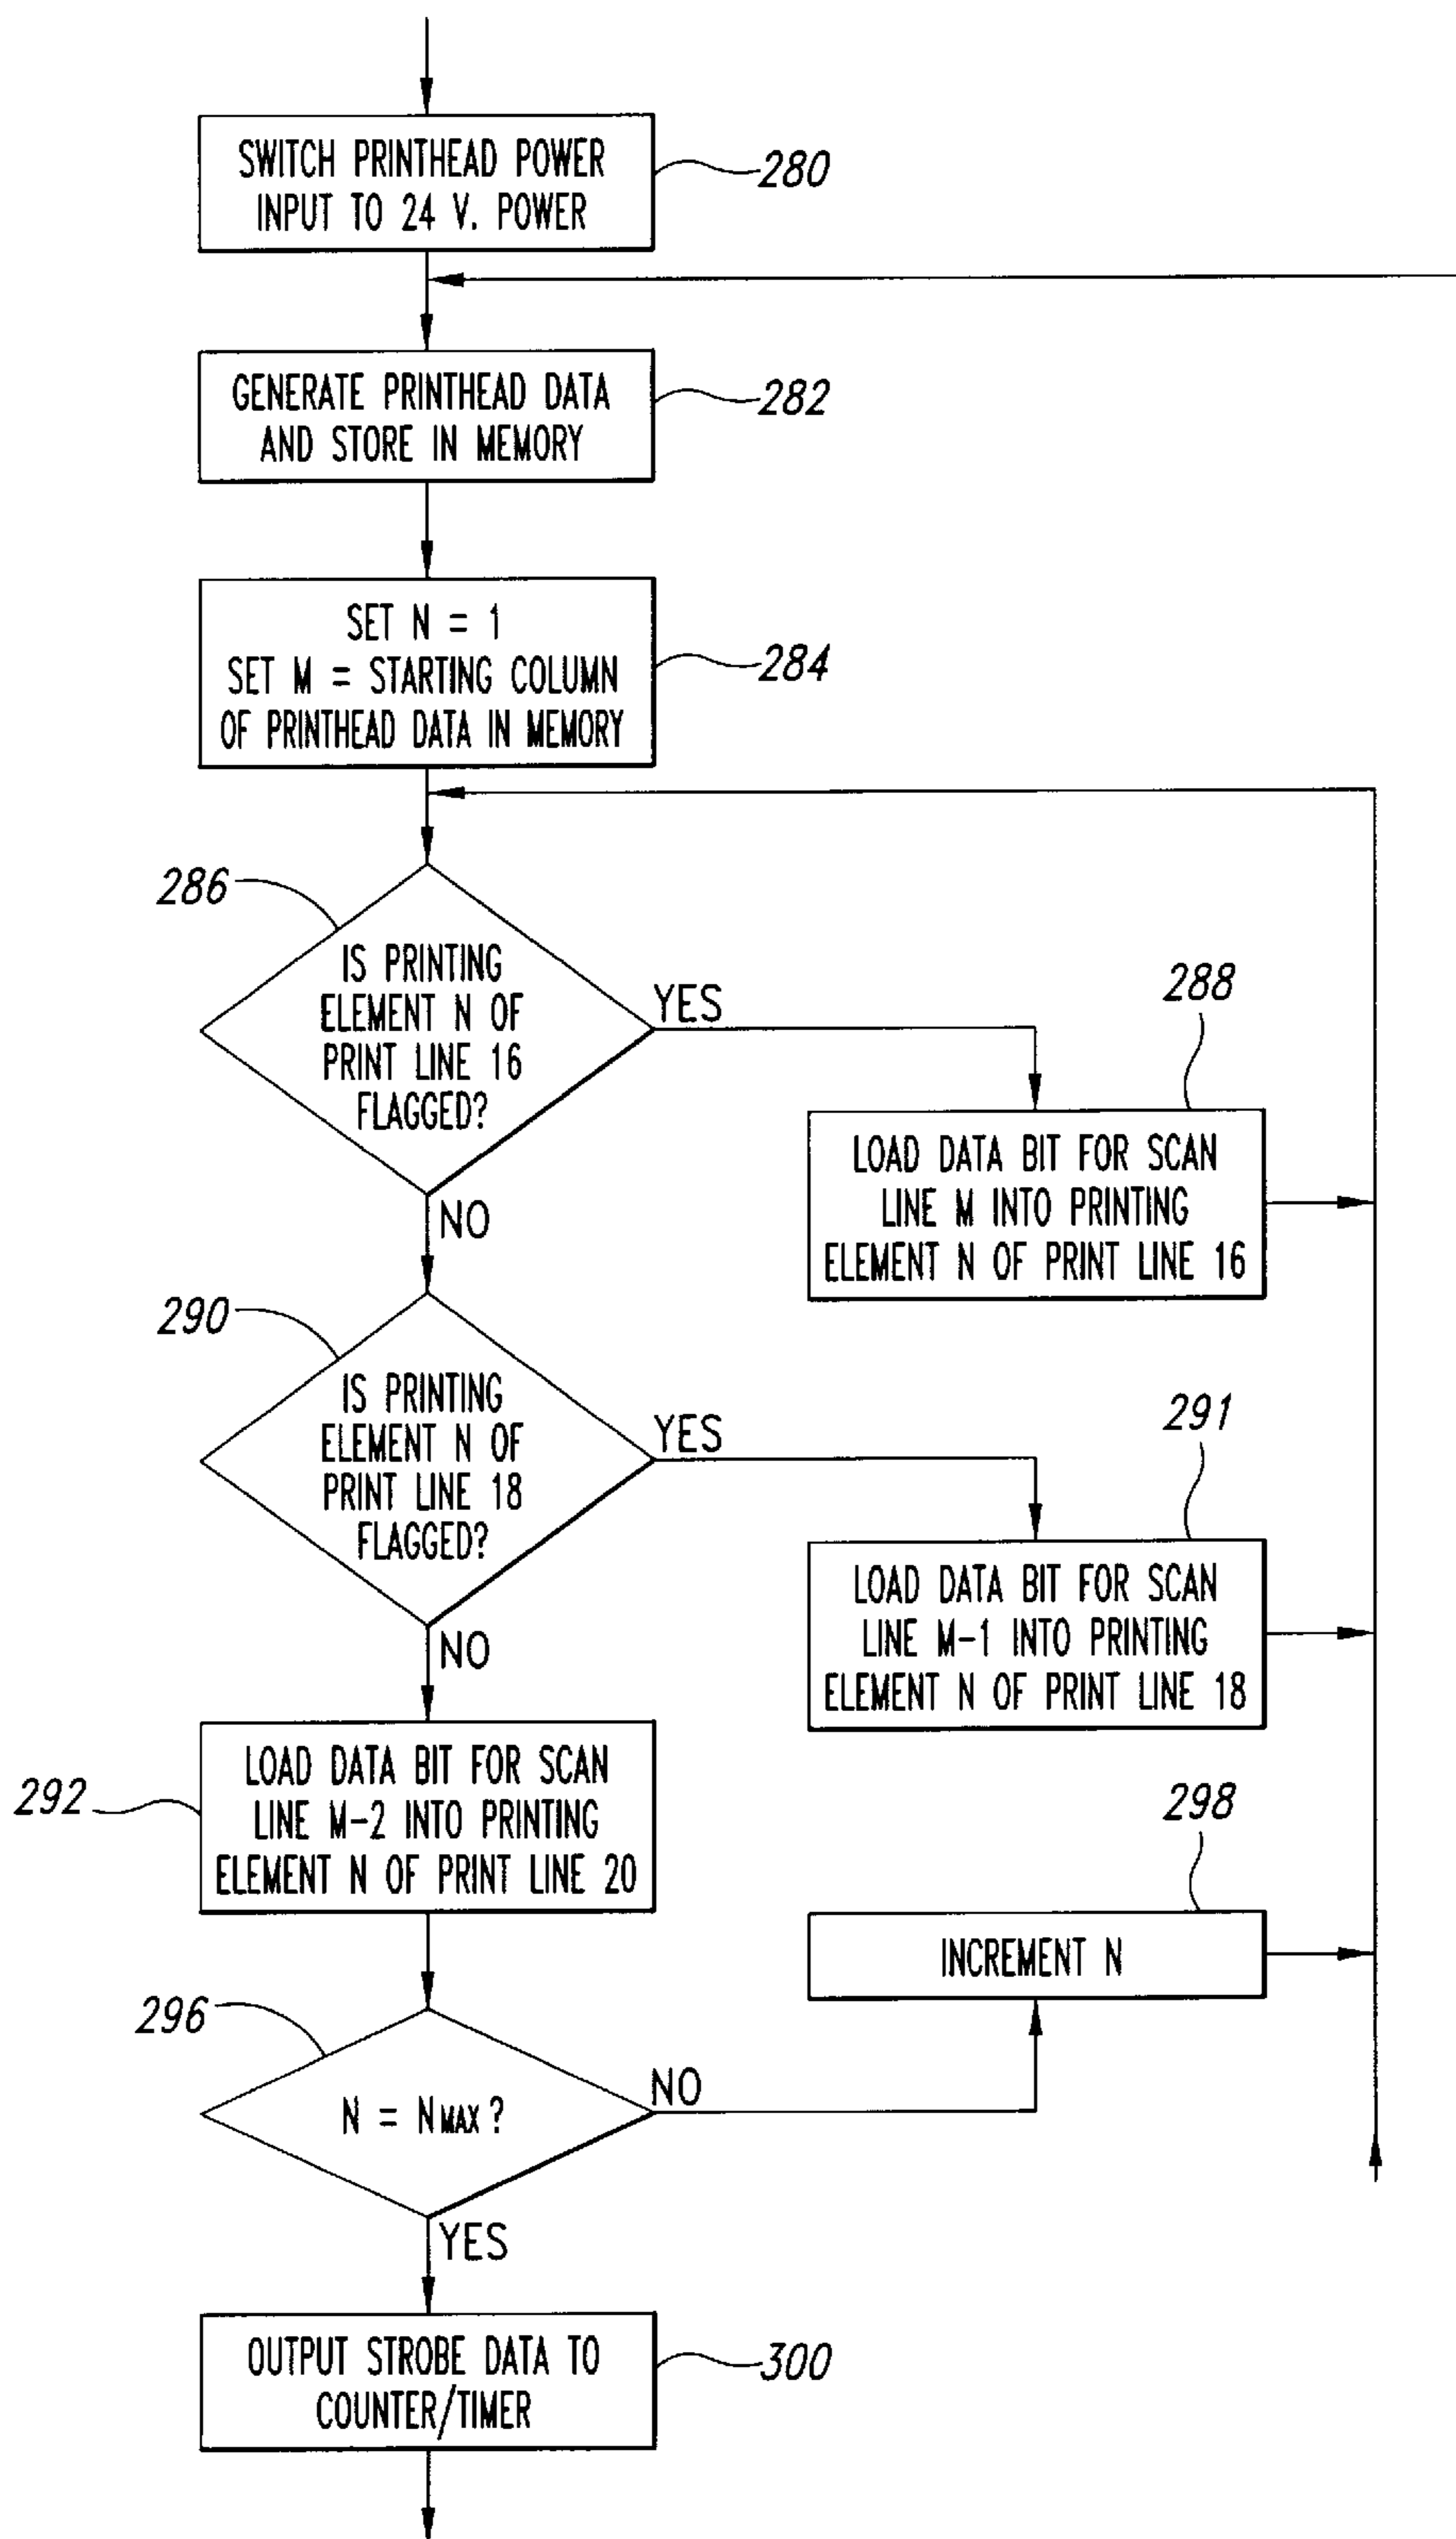 SWITCH PRINTHEAD POWER
INPUT TO 24 V. POWER
280
GENERATE PRINTHEAD DATA
AND STORE IN MEMORY
282
SET N = 1
SET M = STARTING COLUMN
OF PRINTHEAD DATA IN MEMORY
284
286
IS PRINTING
ELEMENT N OF
PRINT LINE 16
FLAGGED?
YES
NO
288
LOAD DATA BIT FOR SCAN
LINE M INTO PRINTING
ELEMENT N OF PRINT LINE 16
290
IS PRINTING
ELEMENT N OF
PRINT LINE 18
FLAGGED?
YES
NO
291
LOAD DATA BIT FOR SCAN
LINE M-1 INTO PRINTING
ELEMENT N OF PRINT LINE 18
292
LOAD DATA BIT FOR SCAN
LINE M-2 INTO PRINTING
ELEMENT N OF PRINT LINE 20
298
INCREMENT N
296
N = NMAX?
NO
YES
OUTPUT STROBE DATA TO
COUNTER/TIMER
300